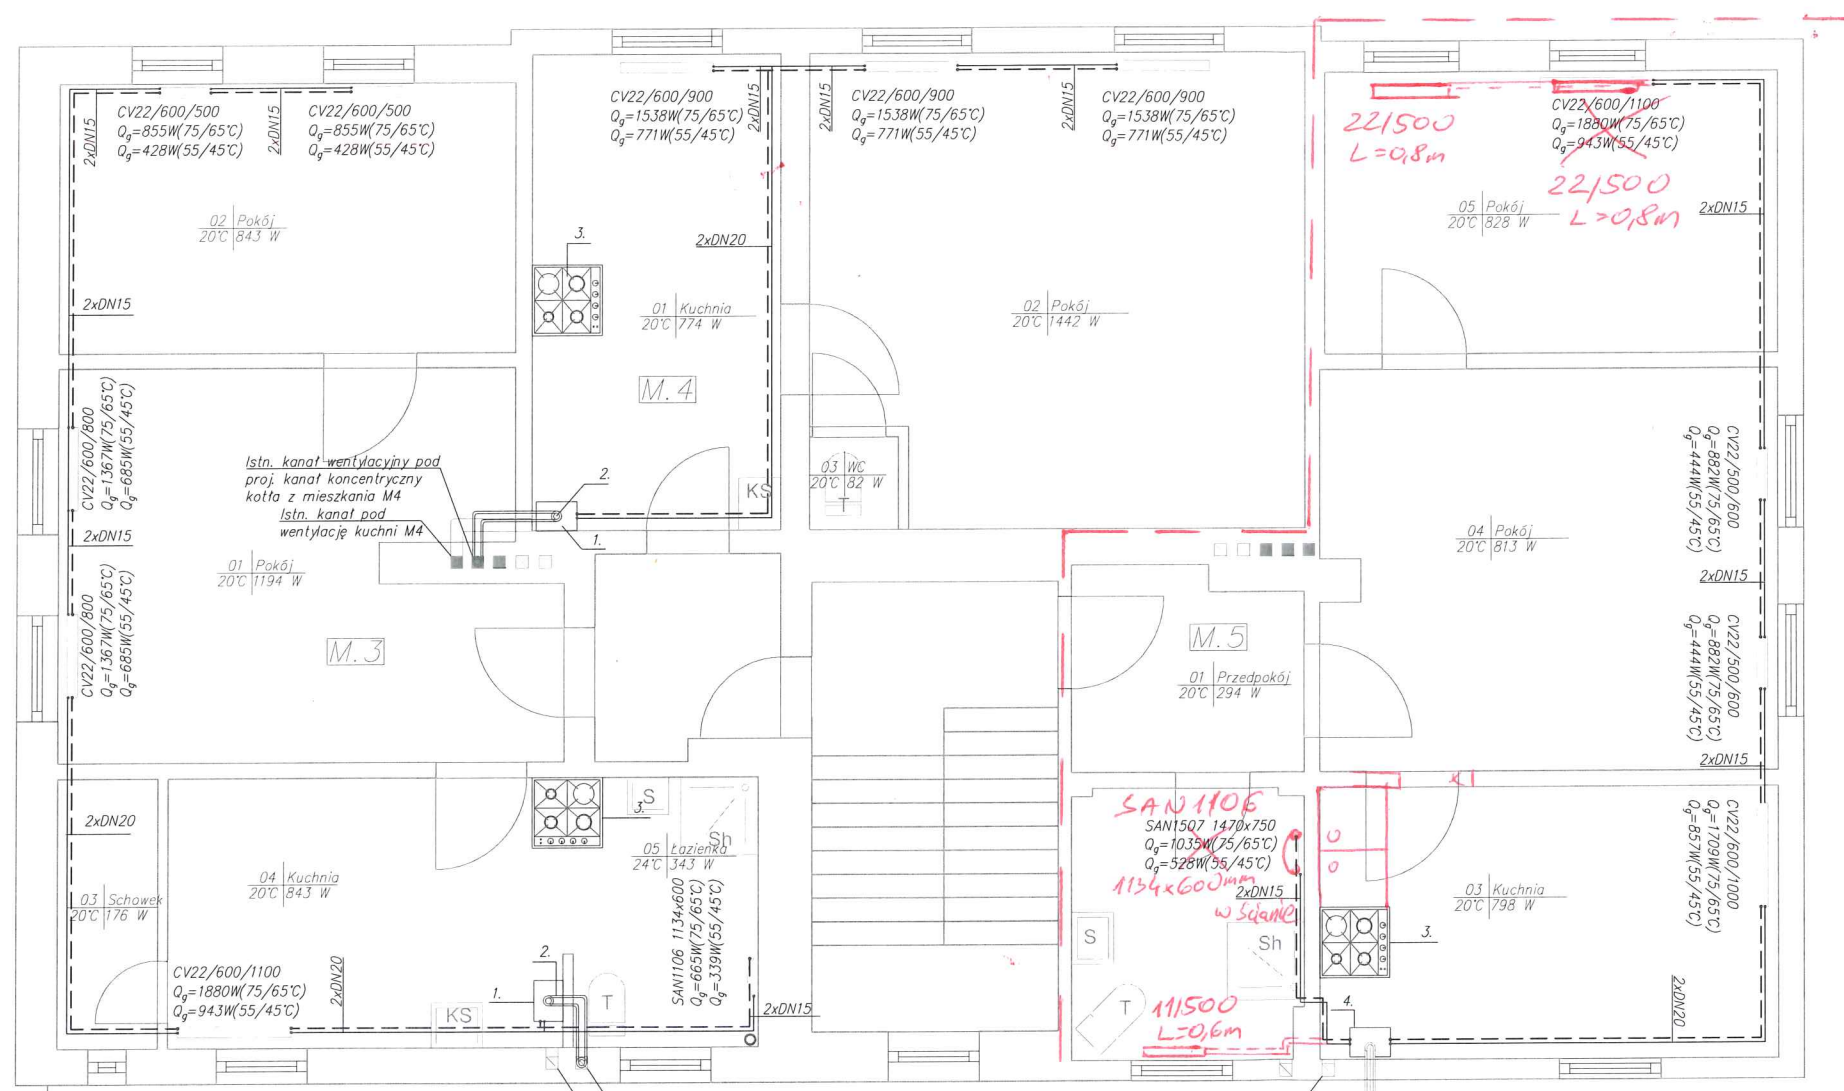 CV22/600/500
Qg=855W(75/65°C)
Qg=428W(55/45°C)
2xDN15
CV22/600/500
Qg=855W(75/65°C)
Qg=428W(55/45°C)
2xDN15
02 Pokój
20°C 843 W
2xDN15
CV22/600/900
Qg=1538W(75/65°C)
Qg=771W(55/45°C)
2xDN15
CV22/600/900
Qg=1538W(75/65°C)
Qg=771W(55/45°C)
2xDN15
CV22/600/900
Qg=1538W(75/65°C)
Qg=771W(55/45°C)
2xDN15
3.
2xDN20
01 Kuchnia
20°C 774 W
M.4
02 Pokój
20°C 1442 W
03 WC
20°C 82 W
T
KS
22/500
L=0,8m
CV22/600/1100
Qg=1880W(75/65°C)
Qg=943W(55/45°C)
22/500
L=0,8m
05 Pokój
20°C 828 W
2xDN15
CV22/600/800
Qg=1367W(75/65°C)
Qg=685W(55/45°C)
2xDN15
CV22/600/800
Qg=1367W(75/65°C)
Qg=685W(55/45°C)
Istn. kanał wentylacyjny pod
proj. kanał koncentryczny
kotła z mieszkania M4
Istn. kanał pod
wentylację kuchni M4
2.
1.
01 Pokój
20°C 1194 W
M.3
CV22/500/600
Qg=882W(75/65°C)
Qg=444W(55/45°C)
04 Pokój
20°C 813 W
2xDN15
CV22/500/600
Qg=882W(75/65°C)
Qg=444W(55/45°C)
2xDN15
M.5
01 Przedpokój
20°C 294 W
2xDN20
03 Schowek
20°C 176 W
04 Kuchnia
20°C 843 W
CV22/600/1100
Qg=1880W(75/65°C)
Qg=943W(55/45°C)
2xDN20
KS
1.
2.
3.
S
Sh
05 Łazienka
24°C 343 W
SAN1106 1134x600
Qg=665W(75/65°C)
Qg=339W(55/45°C)
T
2xDN15
SAN1106
SAN1507 1470x750
Qg=1035W(75/65°C)
Qg=528W(55/45°C)
1134x600mm
2xDN15
w ścianie
S
Sh
T
11/500
L=0,6m
4.
3.
03 Kuchnia
20°C 798 W
CV22/600/1000
Qg=1709W(75/65°C)
Qg=857W(55/45°C)
2xDN20